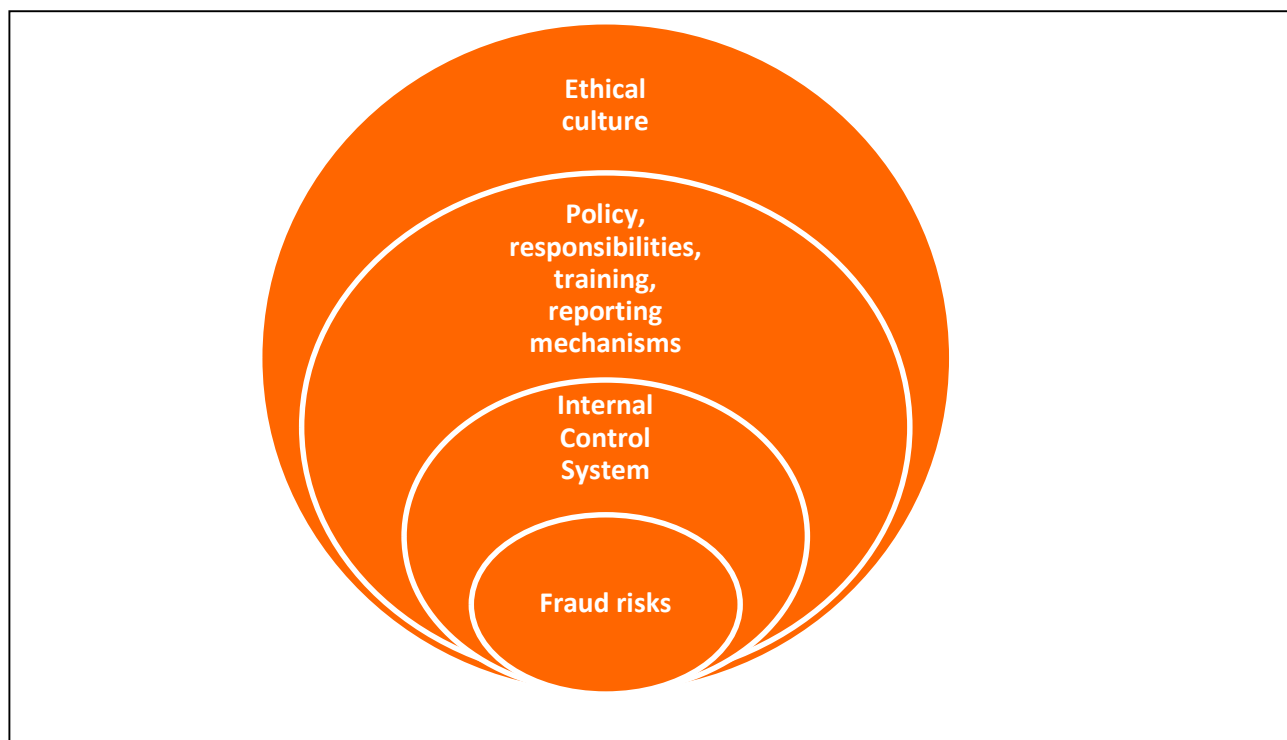 Ethical
culture
Policy,
responsibilities,
training,
reporting
mechanisms
Internal
Control
System
Fraud risks